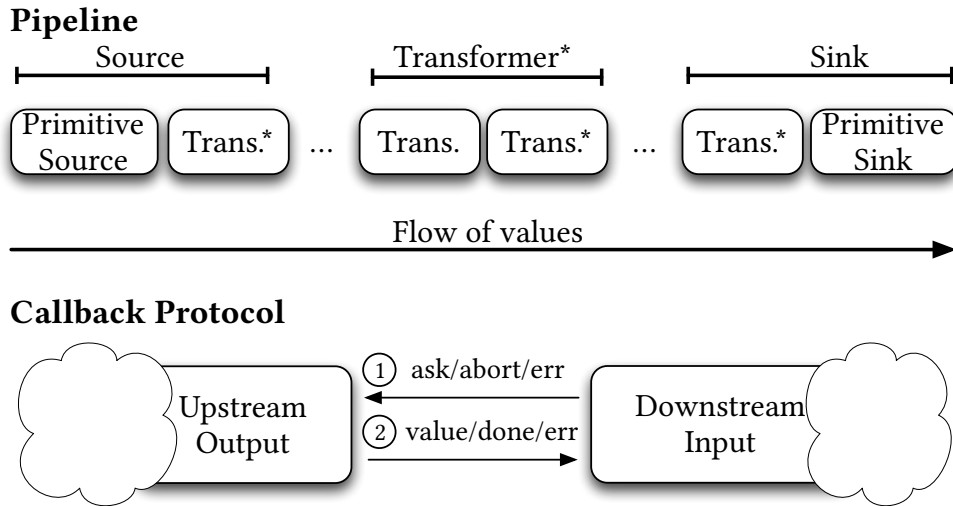 Pipeline
Source Transformer* Sink
Primitive Source Trans.* ... Trans. Trans.* ... Trans.* Primitive Sink
Flow of values
Callback Protocol
1 ask/abort/err
Upstream Output
2 value/done/err
Downstream Input